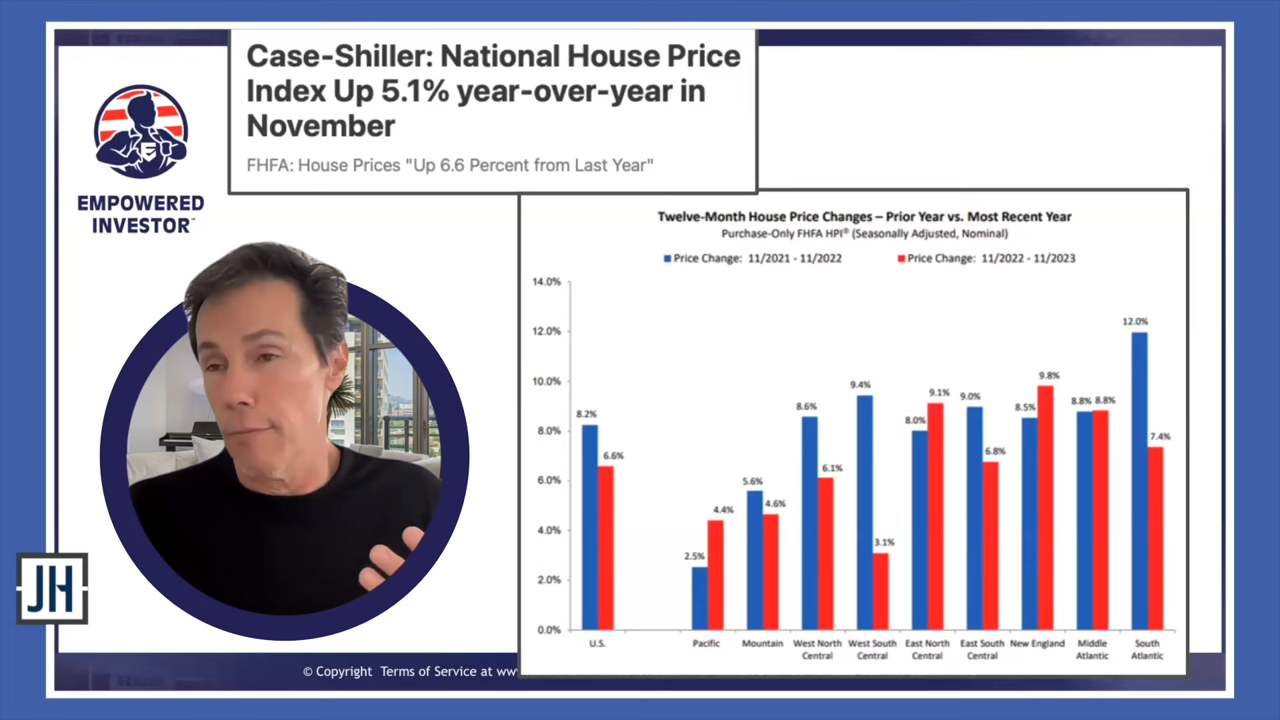 Case-Shiller: National House Price
Index Up 5.1% year-over-year in
November
FHFA: House Prices "Up 6.6 Percent from Last Year"
EMPOWERED
INVESTOR™
JH
Twelve-Month House Price Changes – Prior Year vs. Most Recent Year
Purchase-Only FHFA HPI® (Seasonally Adjusted, Nominal)
Price Change: 11/2021 - 11/2022
Price Change: 11/2022 - 11/2023
14.0%
12.0%
10.0%
8.0%
6.0%
4.0%
2.0%
0.0%
8.2%
6.6%
2.5%
4.4%
5.6%
4.6%
8.6%
6.1%
9.4%
3.1%
8.0%
9.1%
9.0%
6.8%
8.5%
9.8%
8.8%
8.8%
12.0%
7.4%
U.S.
Pacific
Mountain
West North
Central
West South
Central
East North
Central
East South
Central
New England
Middle
Atlantic
South
Atlantic
© Copyright Terms of Service at ww